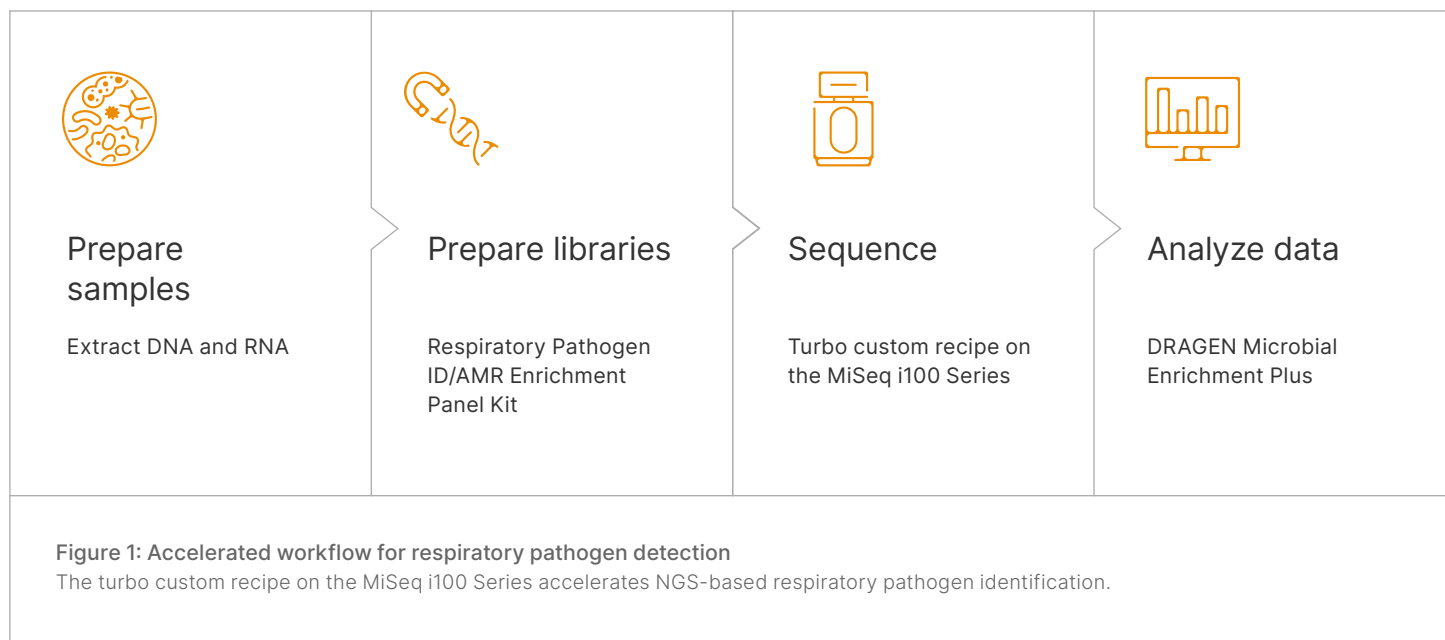 Prepare
samples
Extract DNA and RNA
Prepare libraries
Respiratory Pathogen
ID/AMR Enrichment
Panel Kit
Sequence
Turbo custom recipe on
the MiSeq i100 Series
Analyze data
DRAGEN Microbial
Enrichment Plus
Figure 1: Accelerated workflow for respiratory pathogen detection
The turbo custom recipe on the MiSeq i100 Series accelerates NGS-based respiratory pathogen identification.